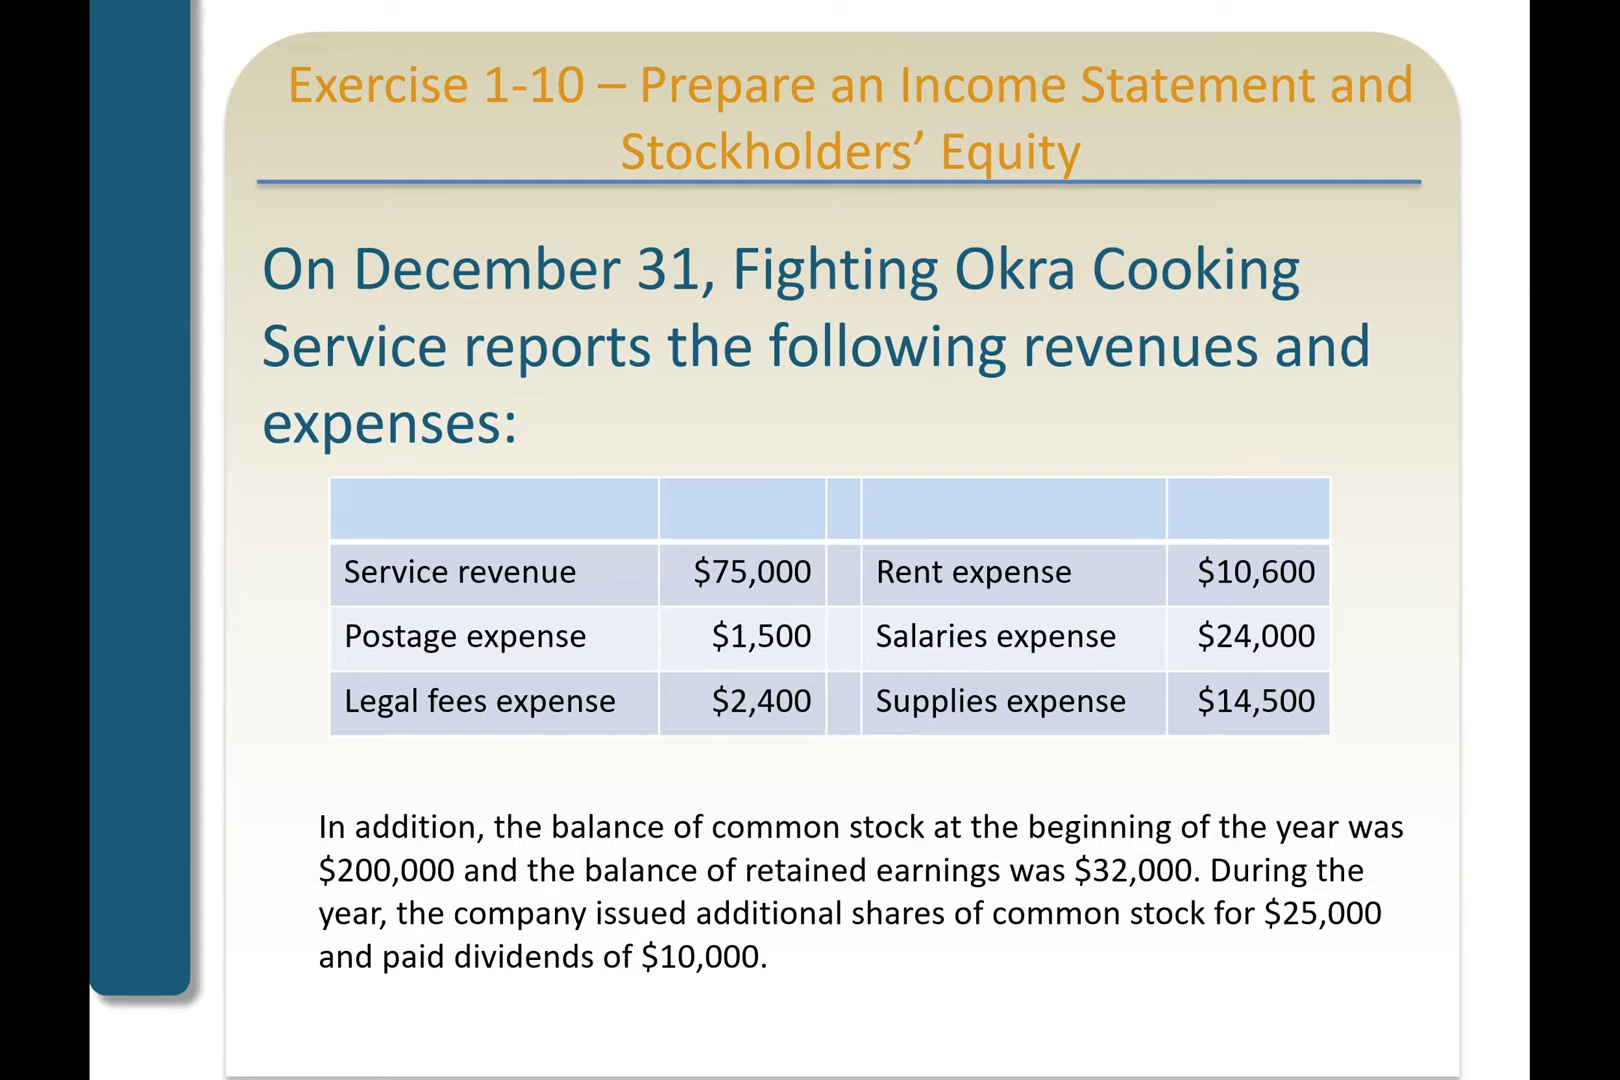 Exercise 1-10 – Prepare an Income Statement and
Stockholders’ Equity
On December 31, Fighting Okra Cooking
Service reports the following revenues and
expenses:
Service revenue $75,000 Rent expense $10,600
Postage expense $1,500 Salaries expense $24,000
Legal fees expense $2,400 Supplies expense $14,500
In addition, the balance of common stock at the beginning of the year was
$200,000 and the balance of retained earnings was $32,000. During the
year, the company issued additional shares of common stock for $25,000
and paid dividends of $10,000.